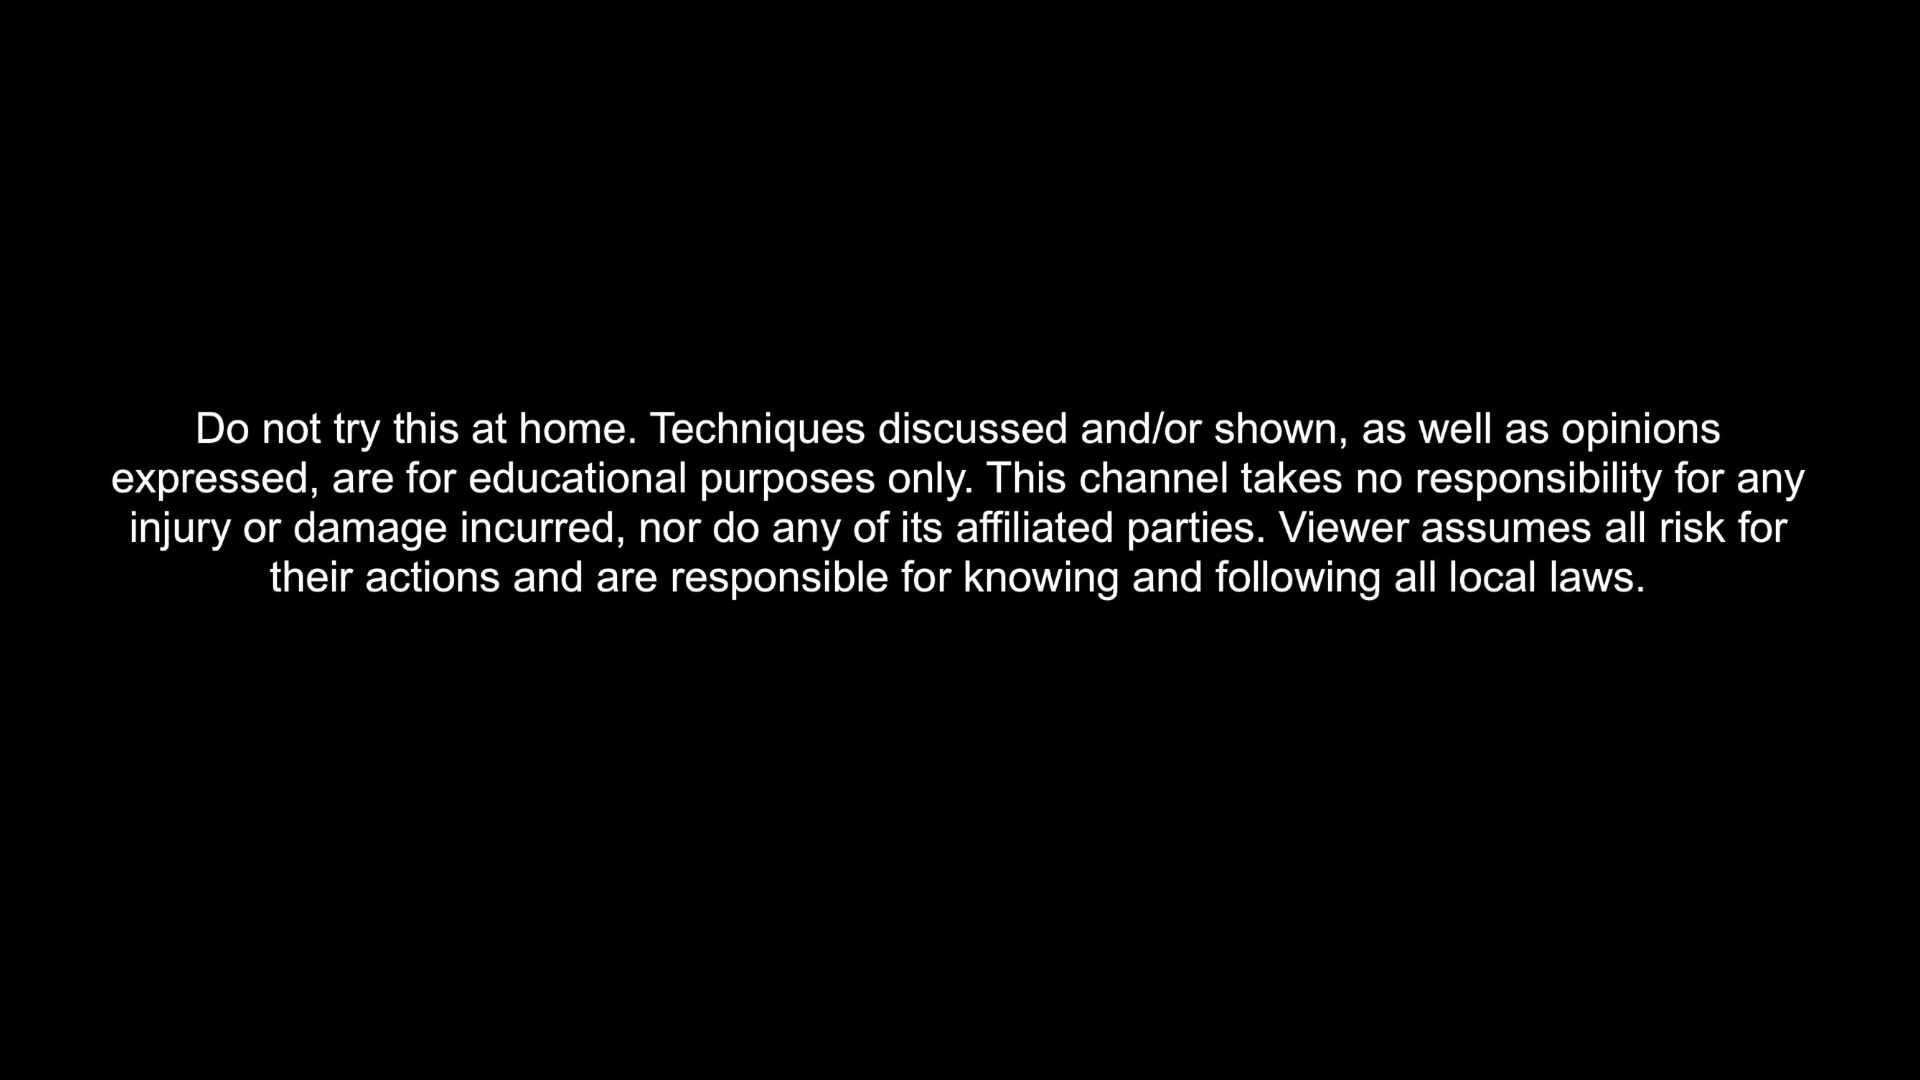 Do not try this at home. Techniques discussed and/or shown, as well as opinions
expressed, are for educational purposes only. This channel takes no responsibility for any
injury or damage incurred, nor do any of its affiliated parties. Viewer assumes all risk for
their actions and are responsible for knowing and following all local laws.